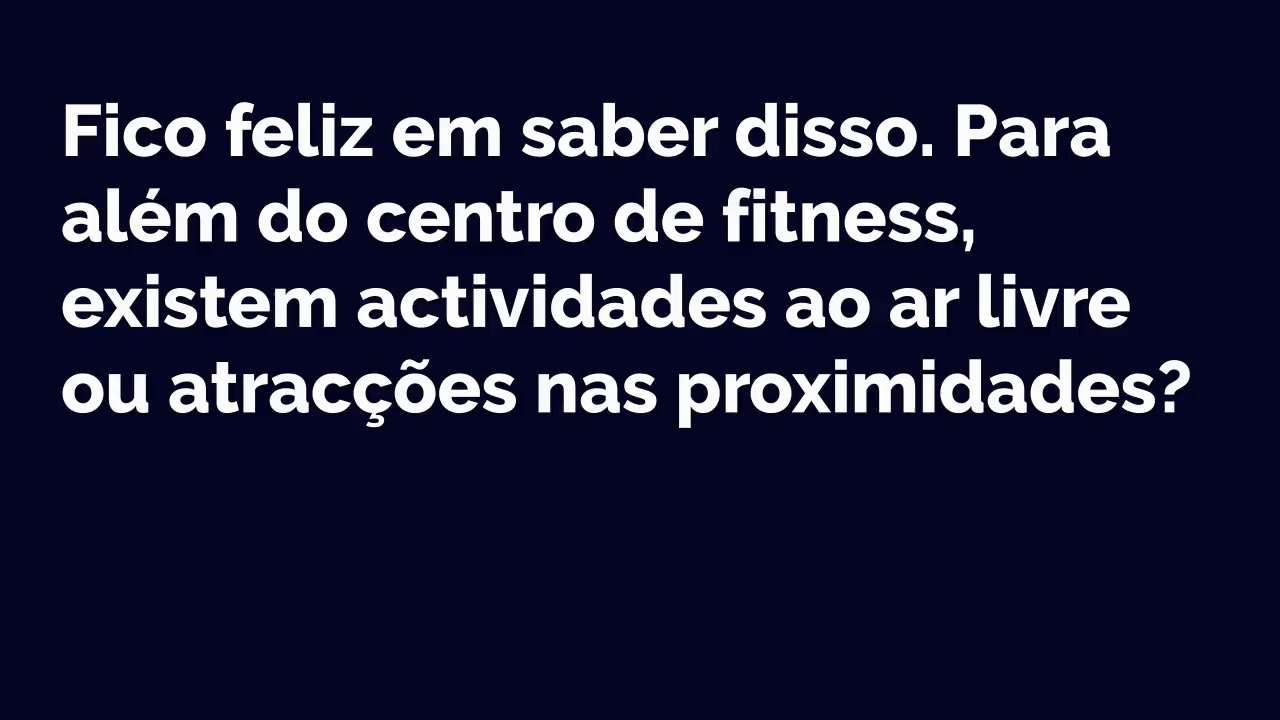 Fico feliz em saber disso. Para
além do centro de fitness,
existem actividades ao ar livre
ou atracções nas proximidades?